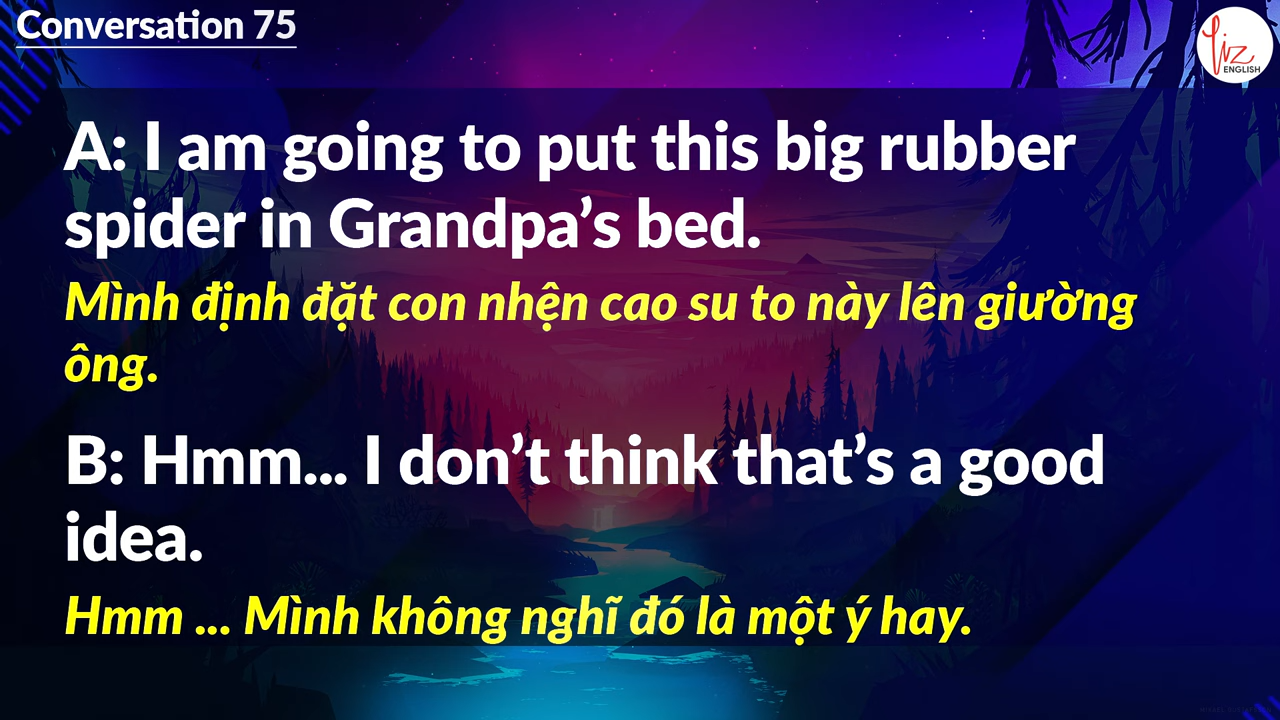 Conversation 75
Liz
ENGLISH
A: I am going to put this big rubber
spider in Grandpa’s bed.
Mình định đặt con nhện cao su to này lên giường
ông.
B: Hmm... I don’t think that’s a good
idea.
Hmm ... Mình không nghĩ đó là một ý hay.